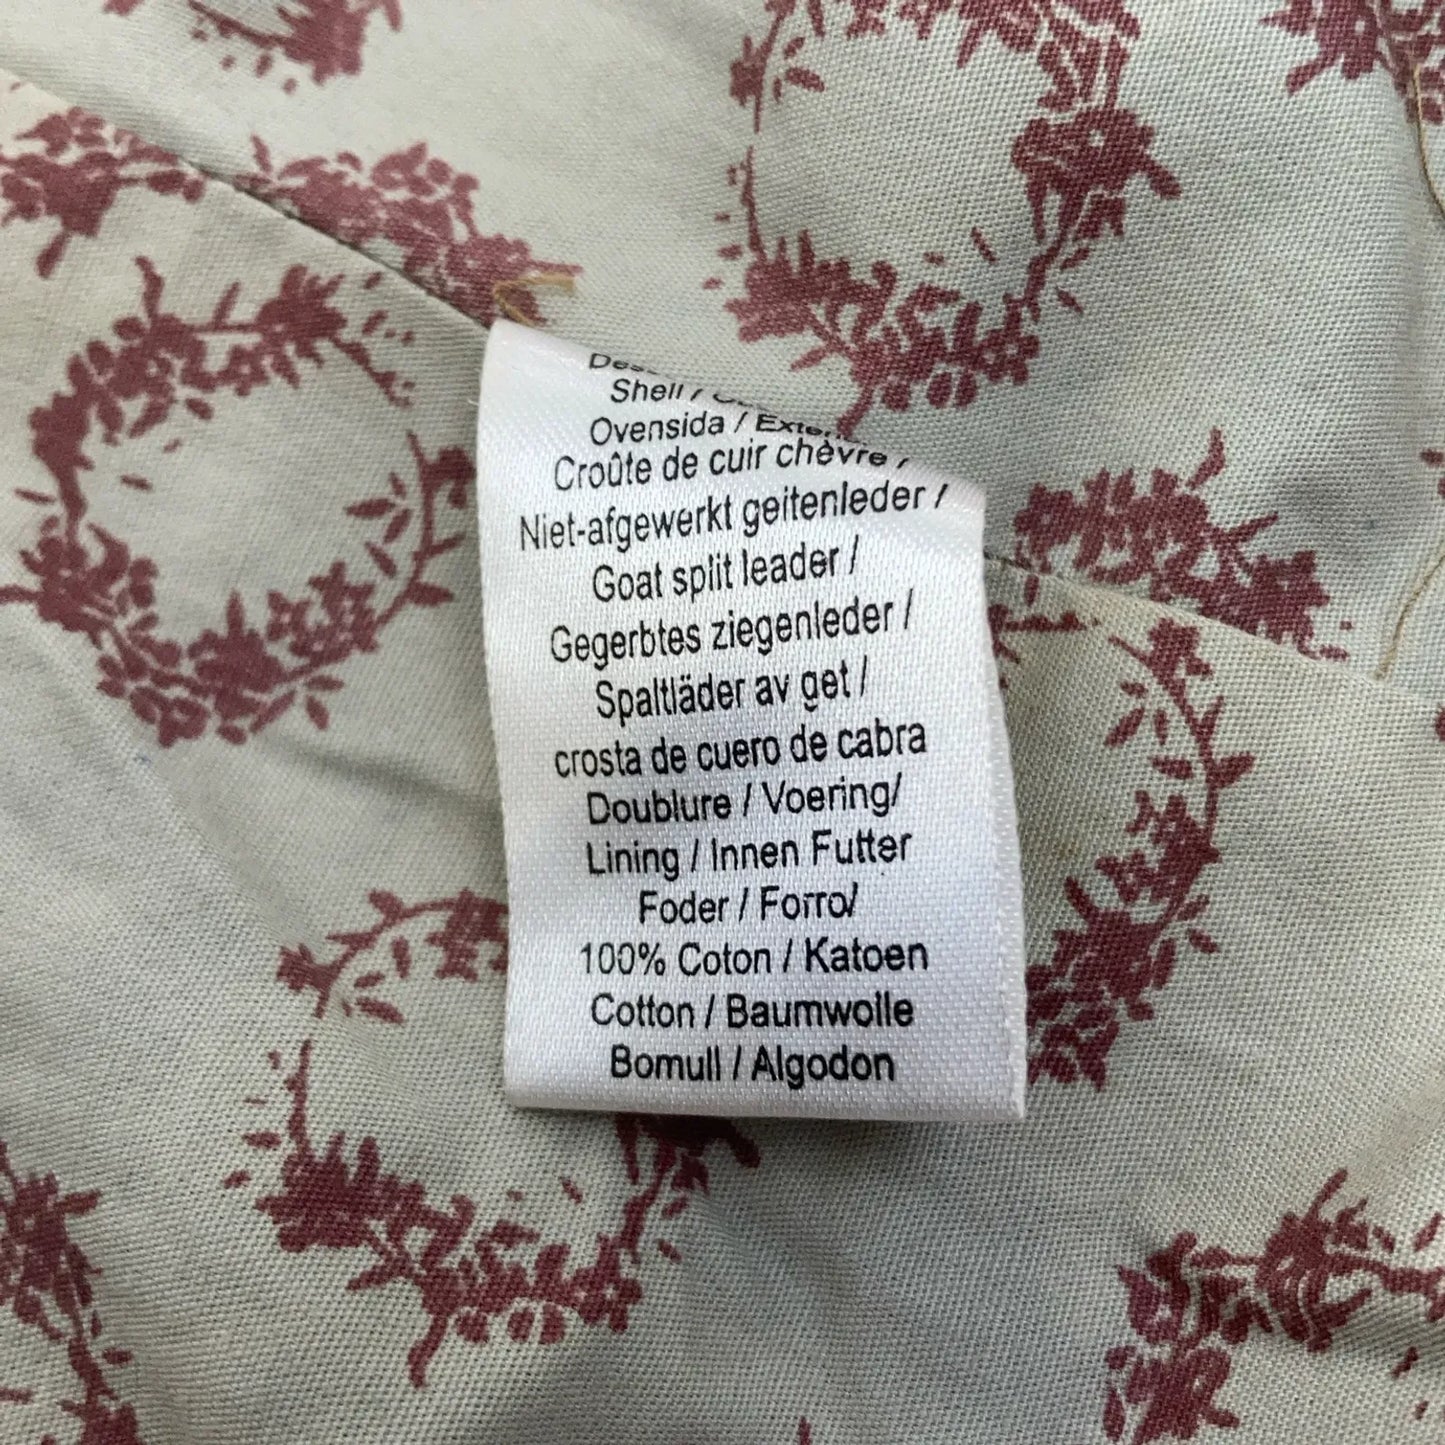 Shell /
Ovensida /
Croûte de cuir chèvre /
Niet-afgewerkt geitenleder /
Goat split leader /
Gegerbtes ziegenleder /
Spaltläder av get /
crosta de cuero de cabra
Doublure / Voering/
Lining / Innen Futter
Foder / Forro/
100% Coton / Katoen
Cotton / Baumwolle
Bomull / Algodon